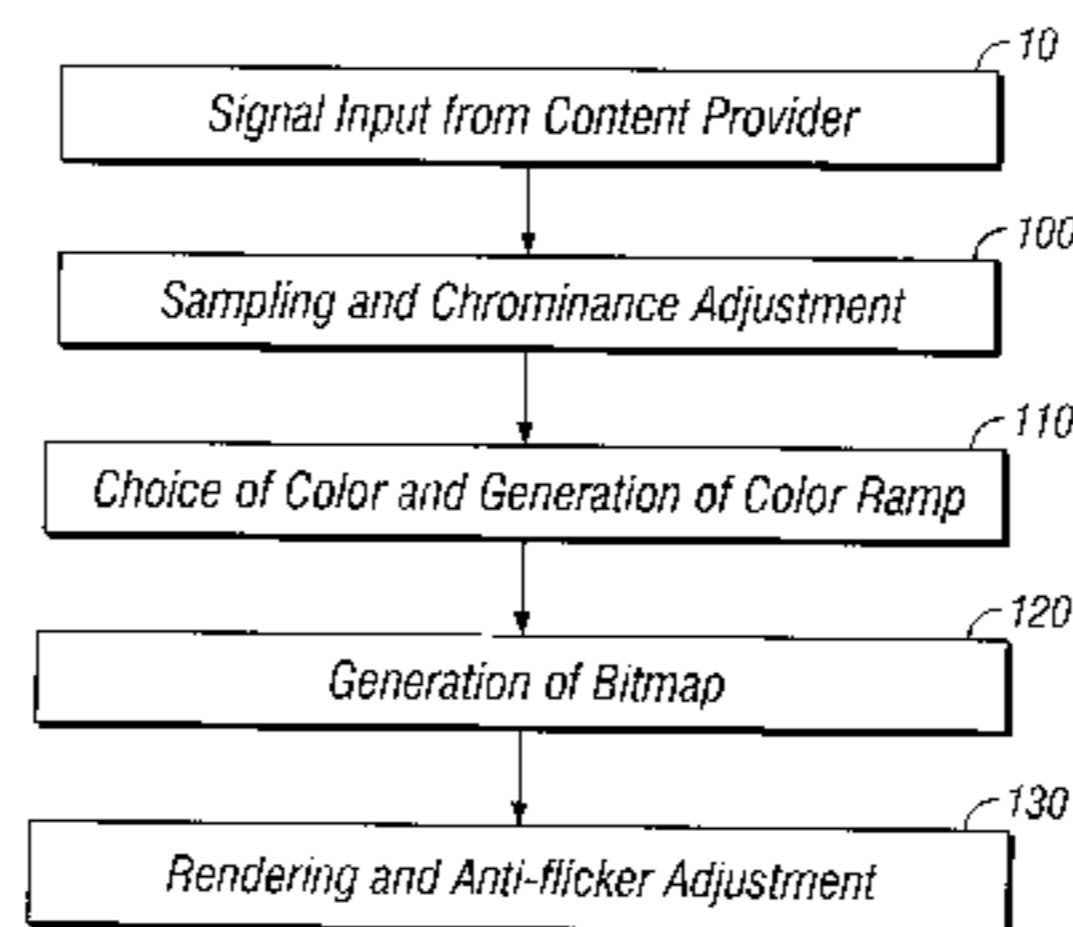 10
Signal Input from Content Provider
100
Sampling and Chrominance Adjustment
110
Choice of Color and Generation of Color Ramp
120
Generation of Bitmap
130
Rendering and Anti-flicker Adjustment